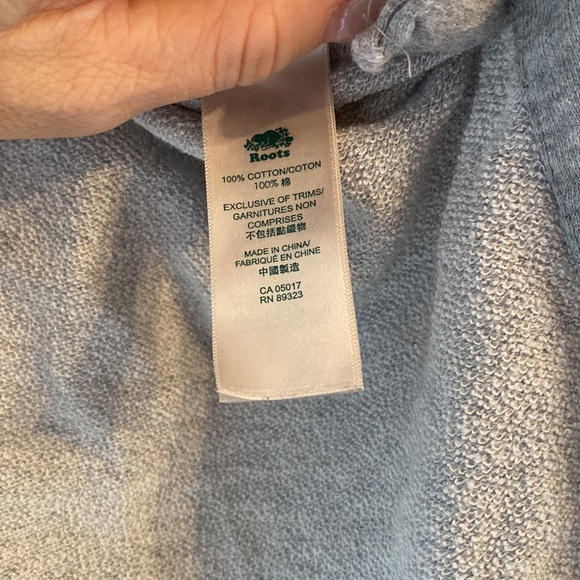 Roots
100% COTTON/COTON
100% 棉
EXCLUSIVE OF TRIMS/
GARNITURES NON
COMPRISES
不包括點綴物
MADE IN CHINA/
FABRIQUÉ EN CHINE
中國製造
CA 05017
RN 89323